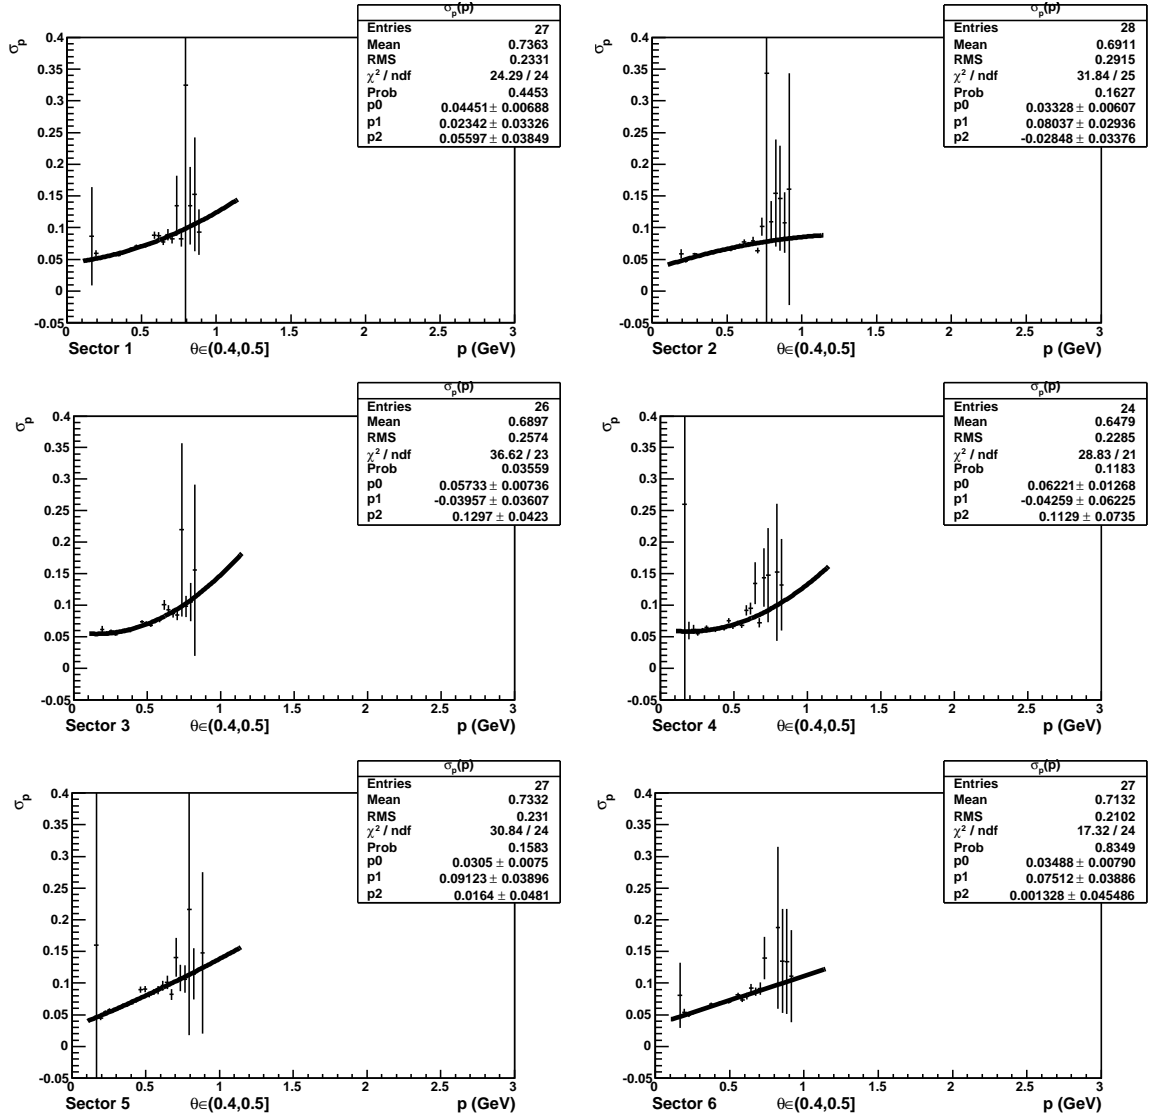 σp(p)
Entries 27
Mean 0.7363
RMS 0.2331
χ² / ndf 24.29 / 24
Prob 0.4453
p0 0.04451 ± 0.00688
p1 0.02342 ± 0.03326
p2 0.05597 ± 0.03849
σp
0.4
0.35
0.3
0.25
0.2
0.15
0.1
0.05
0
-0.05
0 0.5 1 1.5 2 2.5 3
Sector 1 θ∈(0.4,0.5] p (GeV)
σp(p)
Entries 28
Mean 0.6911
RMS 0.2915
χ² / ndf 31.84 / 25
Prob 0.1627
p0 0.03328 ± 0.00607
p1 0.08037 ± 0.02936
p2 -0.02848 ± 0.03376
σp
0.4
0.35
0.3
0.25
0.2
0.15
0.1
0.05
0
-0.05
0 0.5 1 1.5 2 2.5 3
Sector 2 θ∈(0.4,0.5] p (GeV)
σp(p)
Entries 26
Mean 0.6897
RMS 0.2574
χ² / ndf 36.62 / 23
Prob 0.03559
p0 0.05733 ± 0.00736
p1 -0.03957 ± 0.03607
p2 0.1297 ± 0.0423
σp
0.4
0.35
0.3
0.25
0.2
0.15
0.1
0.05
0
-0.05
0 0.5 1 1.5 2 2.5 3
Sector 3 θ∈(0.4,0.5] p (GeV)
σp(p)
Entries 24
Mean 0.6479
RMS 0.2285
χ² / ndf 28.83 / 21
Prob 0.1183
p0 0.06221 ± 0.01268
p1 -0.04259 ± 0.06225
p2 0.1129 ± 0.0735
σp
0.4
0.35
0.3
0.25
0.2
0.15
0.1
0.05
0
-0.05
0 0.5 1 1.5 2 2.5 3
Sector 4 θ∈(0.4,0.5] p (GeV)
σp(p)
Entries 27
Mean 0.7332
RMS 0.231
χ² / ndf 30.84 / 24
Prob 0.1583
p0 0.0305 ± 0.0075
p1 0.09123 ± 0.03896
p2 0.0164 ± 0.0481
σp
0.4
0.35
0.3
0.25
0.2
0.15
0.1
0.05
0
-0.05
0 0.5 1 1.5 2 2.5 3
Sector 5 θ∈(0.4,0.5] p (GeV)
σp(p)
Entries 27
Mean 0.7132
RMS 0.2102
χ² / ndf 17.32 / 24
Prob 0.8349
p0 0.03488 ± 0.00790
p1 0.07512 ± 0.03886
p2 0.001328 ± 0.045486
σp
0.4
0.35
0.3
0.25
0.2
0.15
0.1
0.05
0
-0.05
0 0.5 1 1.5 2 2.5 3
Sector 6 θ∈(0.4,0.5] p (GeV)